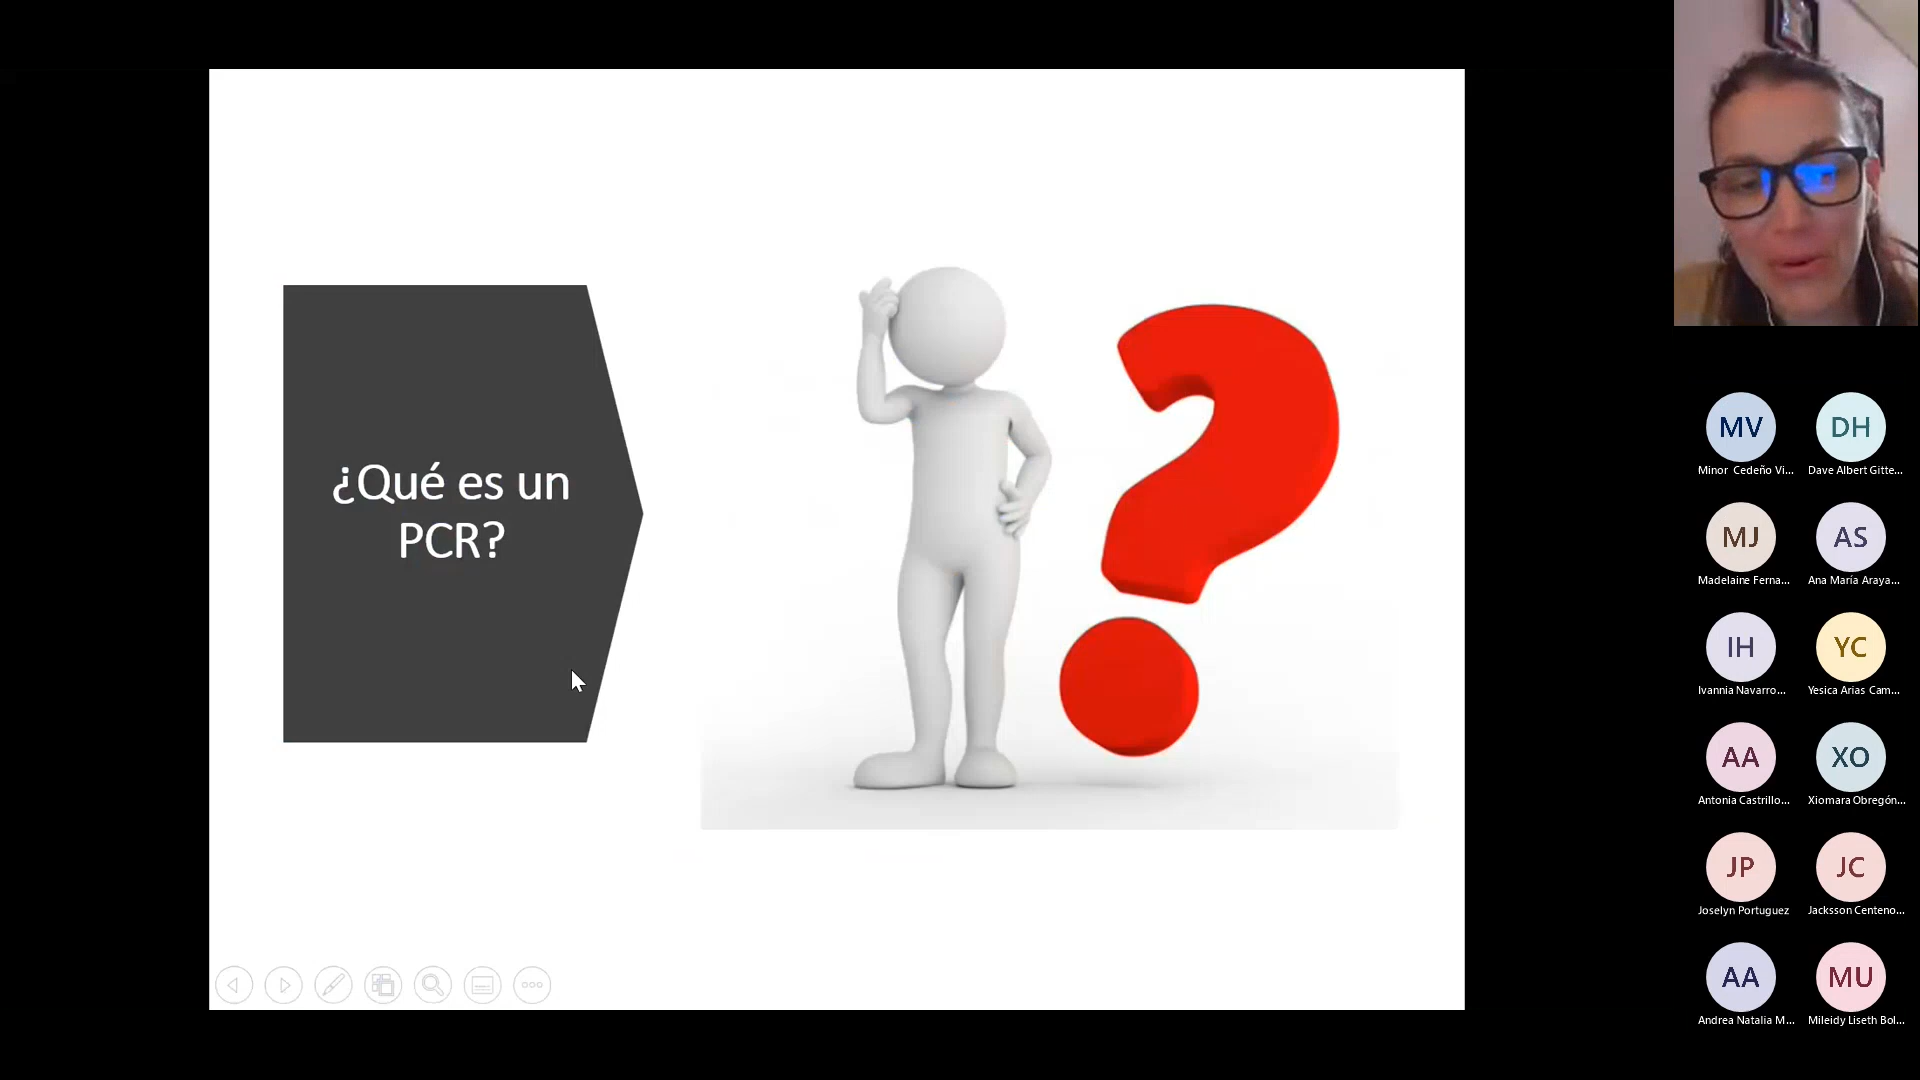 ¿Qué es un
PCR?
MV
DH
Minor Cedeño Vi...
Dave Albert Gitte...
MJ
AS
Madelaine Ferna...
Ana María Araya...
IH
YC
Ivannia Navarro...
Yesica Arias Cam...
AA
XO
Antonia Castrillo...
Xiomara Obregón...
JP
JC
Joselyn Portuguez
Jacksson Centeno...
AA
MU
Andrea Natalia M...
Mileidy Liseth Bol...